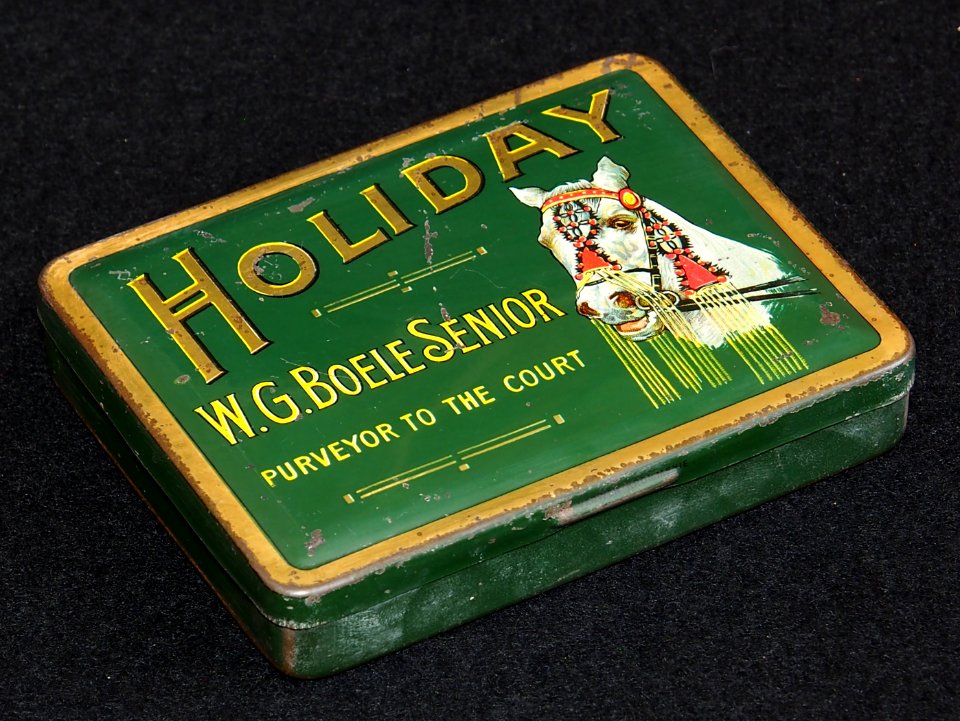 HOLIDAY
W.G. BOELE SENIOR
PURVEYOR TO THE COURT